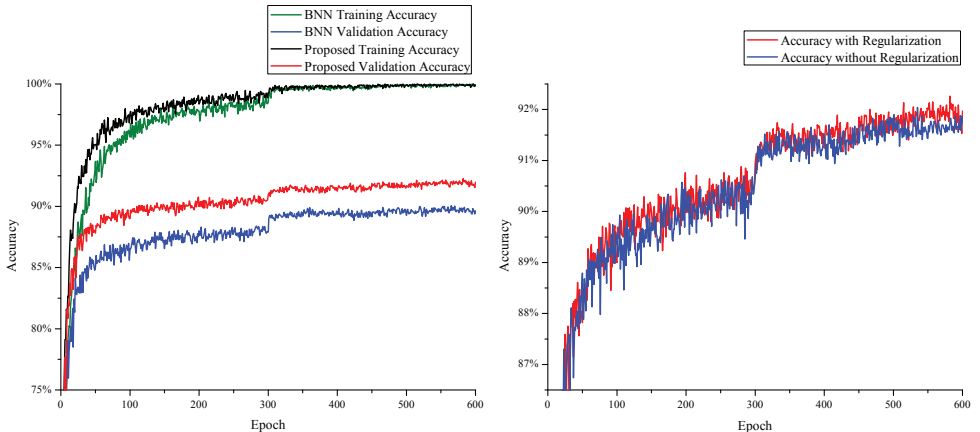 BNN Training Accuracy
BNN Validation Accuracy
Proposed Training Accuracy
Proposed Validation Accuracy
100%
95%
90%
85%
80%
75%
Accuracy
0 100 200 300 400 500 600
Epoch
Accuracy with Regularization
Accuracy without Regularization
92%
91%
90%
89%
88%
87%
Accuracy
0 100 200 300 400 500 600
Epoch